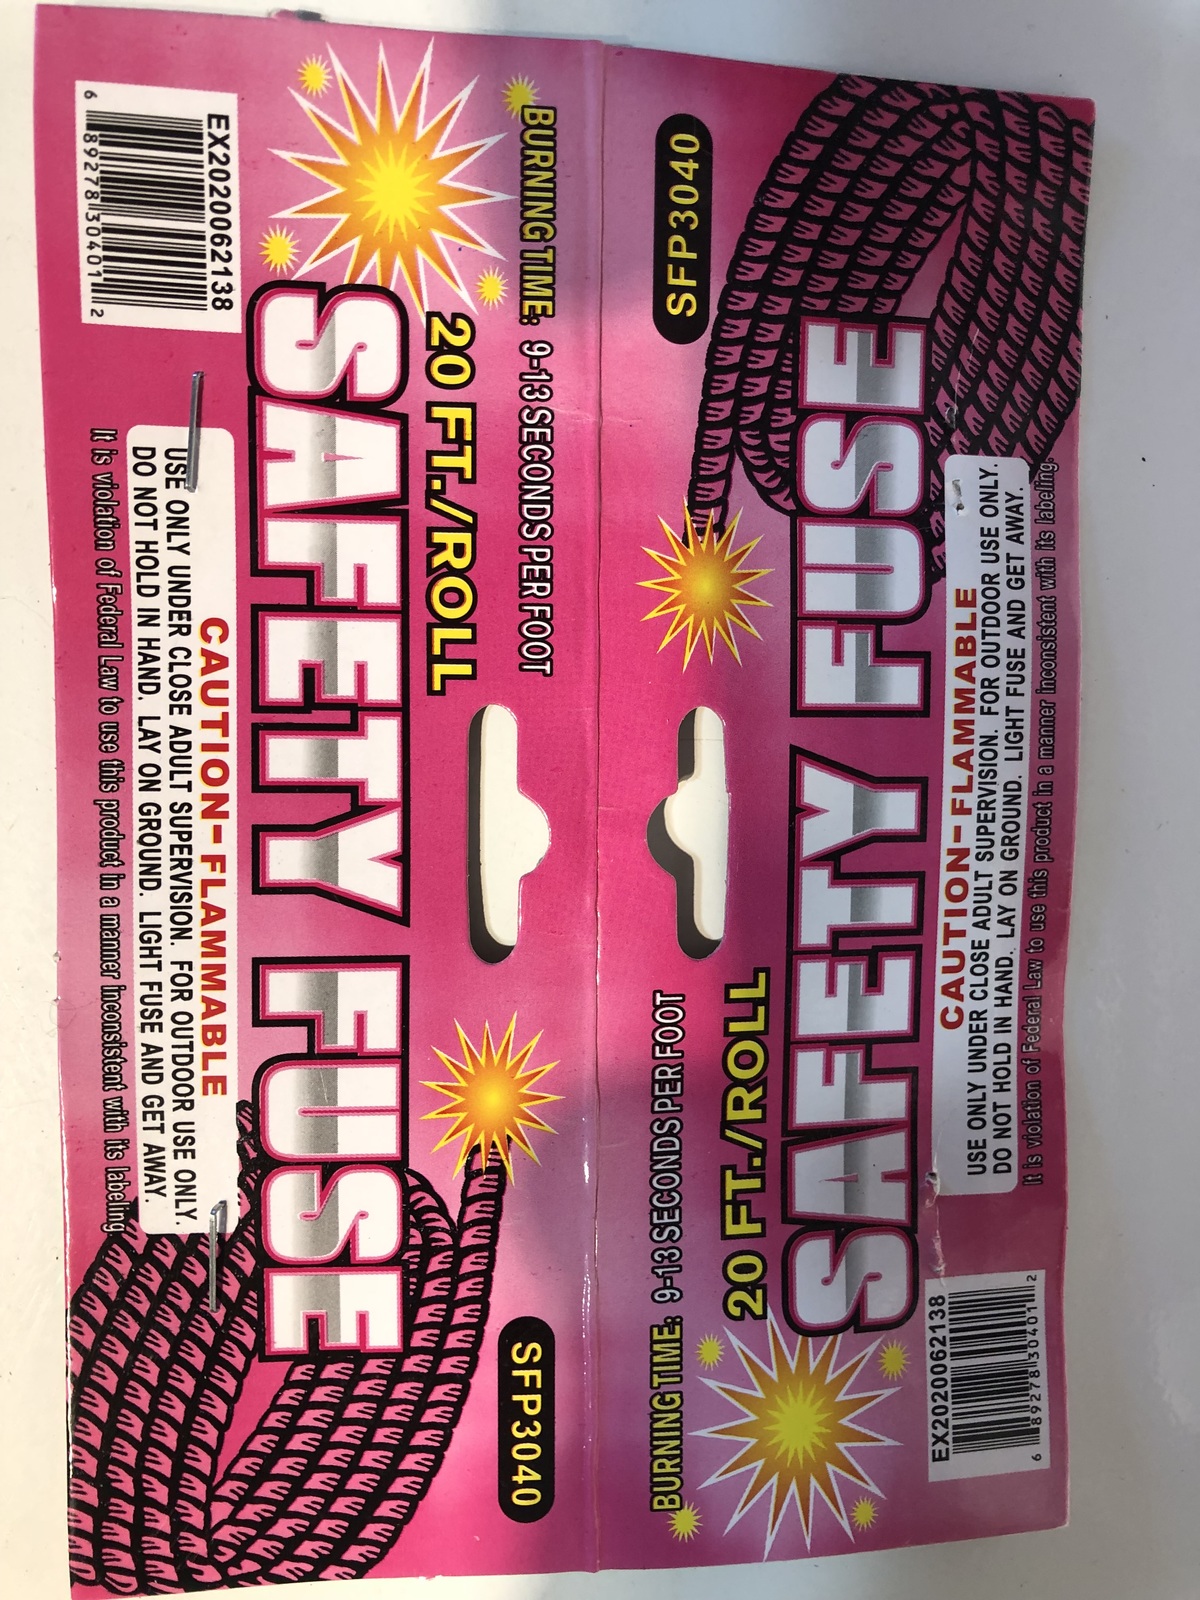 BURNING TIME: 9-13 SECONDS PER FOOT
20 FT./ROLL
SFP3040
SAFETY FUSE
EX2020062138
6 89278 30401 2
CAUTION-FLAMMABLE
USE ONLY UNDER CLOSE ADULT SUPERVISION. FOR OUTDOOR USE ONLY.
DO NOT HOLD IN HAND. LAY ON GROUND. LIGHT FUSE AND GET AWAY.
It is violation of Federal Law to use this product in a manner inconsistent with its labeling
SFP3040
BURNING TIME: 9-13 SECONDS PER FOOT
20 FT./ROLL
SAFETY FUSE
EX2020062138
6 89278 30401 2
CAUTION-FLAMMABLE
USE ONLY UNDER CLOSE ADULT SUPERVISION. FOR OUTDOOR USE ONLY.
DO NOT HOLD IN HAND. LAY ON GROUND. LIGHT FUSE AND GET AWAY.
It is violation of Federal Law to use this product in a manner inconsistent with its labeling.